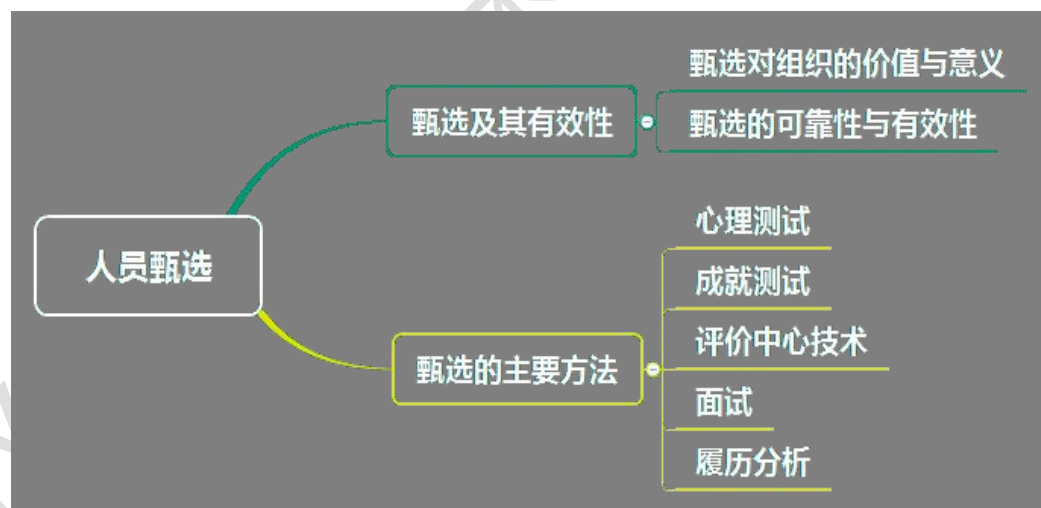 甄选对组织的价值与意义
甄选及其有效性
甄选的可靠性与有效性
人员甄选
心理测试
成就测试
评价中心技术
甄选的主要方法
面试
履历分析